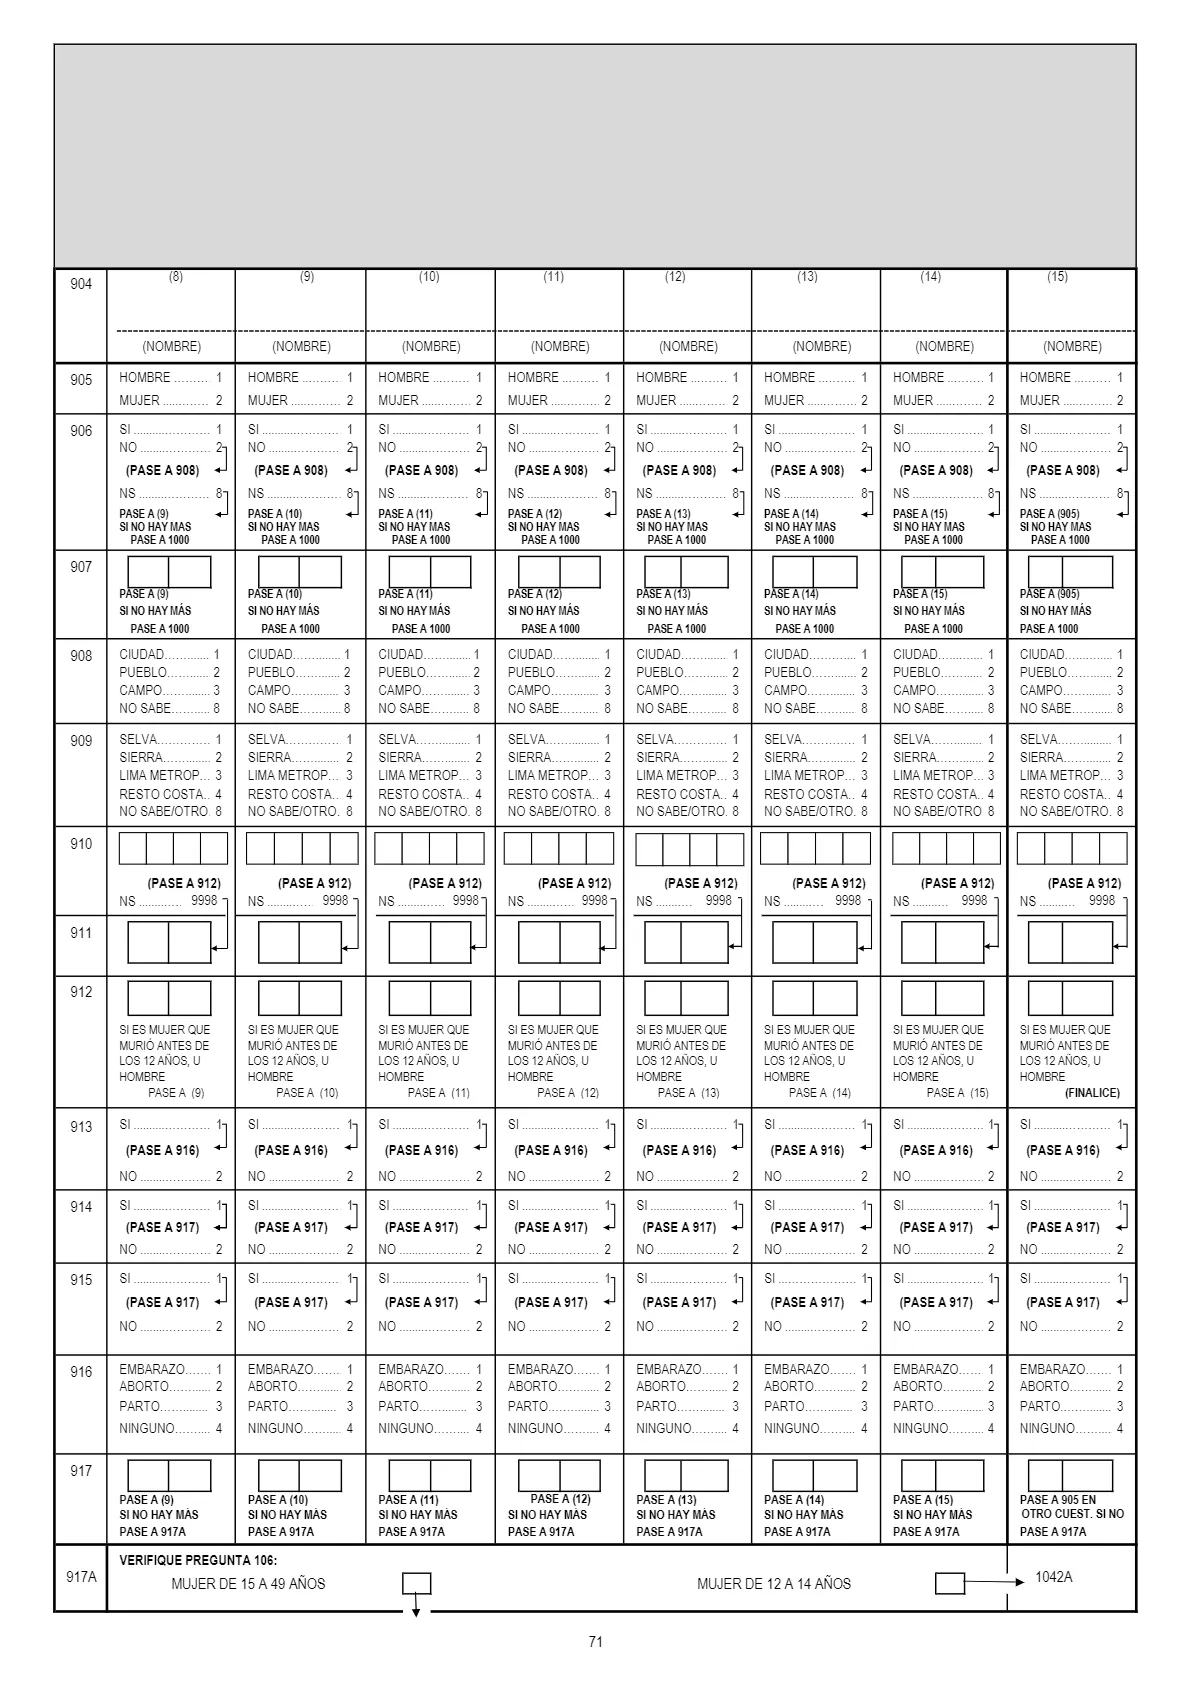 904 (8) (9) (10) (11) (12) (13) (14) (15)
(NOMBRE) (NOMBRE) (NOMBRE) (NOMBRE) (NOMBRE) (NOMBRE) (NOMBRE) (NOMBRE)
905 HOMBRE .......... 1 HOMBRE .......... 1 HOMBRE .......... 1 HOMBRE .......... 1 HOMBRE .......... 1 HOMBRE .......... 1 HOMBRE .......... 1 HOMBRE .......... 1
MUJER ............. 2 MUJER ............. 2 MUJER ............. 2 MUJER ............. 2 MUJER ............. 2 MUJER ............. 2 MUJER ............. 2 MUJER ............. 2
906 SI ...................... 1 SI ...................... 1 SI ...................... 1 SI ...................... 1 SI ...................... 1 SI ...................... 1 SI ...................... 1 SI ...................... 1
NO .................... 2 NO .................... 2 NO .................... 2 NO .................... 2 NO .................... 2 NO .................... 2 NO .................... 2 NO .................... 2
(PASE A 908) (PASE A 908) (PASE A 908) (PASE A 908) (PASE A 908) (PASE A 908) (PASE A 908) (PASE A 908)
NS .................... 8 NS .................... 8 NS .................... 8 NS .................... 8 NS .................... 8 NS .................... 8 NS .................... 8 NS .................... 8
PASE A (9) PASE A (10) PASE A (11) PASE A (12) PASE A (13) PASE A (14) PASE A (15) PASE A (905)
SI NO HAY MAS SI NO HAY MAS SI NO HAY MAS SI NO HAY MAS SI NO HAY MAS SI NO HAY MAS SI NO HAY MAS SI NO HAY MAS
PASE A 1000 PASE A 1000 PASE A 1000 PASE A 1000 PASE A 1000 PASE A 1000 PASE A 1000 PASE A 1000
907
PASE A (9) PASE A (10) PASE A (11) PASE A (12) PASE A (13) PASE A (14) PASE A (15) PASE A (905)
SI NO HAY MÁS SI NO HAY MÁS SI NO HAY MÁS SI NO HAY MÁS SI NO HAY MÁS SI NO HAY MÁS SI NO HAY MÁS SI NO HAY MÁS
PASE A 1000 PASE A 1000 PASE A 1000 PASE A 1000 PASE A 1000 PASE A 1000 PASE A 1000 PASE A 1000
908 CIUDAD............. 1 CIUDAD............. 1 CIUDAD............. 1 CIUDAD............. 1 CIUDAD............. 1 CIUDAD............. 1 CIUDAD............. 1 CIUDAD............. 1
PUEBLO............ 2 PUEBLO............ 2 PUEBLO............ 2 PUEBLO............ 2 PUEBLO............ 2 PUEBLO............ 2 PUEBLO............ 2 PUEBLO............ 2
CAMPO............. 3 CAMPO............. 3 CAMPO............. 3 CAMPO............. 3 CAMPO............. 3 CAMPO............. 3 CAMPO............. 3 CAMPO............. 3
NO SABE........... 8 NO SABE........... 8 NO SABE........... 8 NO SABE........... 8 NO SABE........... 8 NO SABE........... 8 NO SABE........... 8 NO SABE........... 8
909 SELVA............... 1 SELVA............... 1 SELVA............... 1 SELVA............... 1 SELVA............... 1 SELVA............... 1 SELVA............... 1 SELVA............... 1
SIERRA............. 2 SIERRA............. 2 SIERRA............. 2 SIERRA............. 2 SIERRA............. 2 SIERRA............. 2 SIERRA............. 2 SIERRA............. 2
LIMA METROP... 3 LIMA METROP... 3 LIMA METROP... 3 LIMA METROP... 3 LIMA METROP... 3 LIMA METROP... 3 LIMA METROP... 3 LIMA METROP... 3
RESTO COSTA.. 4 RESTO COSTA.. 4 RESTO COSTA.. 4 RESTO COSTA.. 4 RESTO COSTA.. 4 RESTO COSTA.. 4 RESTO COSTA.. 4 RESTO COSTA.. 4
NO SABE/OTRO. 8 NO SABE/OTRO. 8 NO SABE/OTRO. 8 NO SABE/OTRO. 8 NO SABE/OTRO. 8 NO SABE/OTRO. 8 NO SABE/OTRO 8 NO SABE/OTRO. 8
910
(PASE A 912) (PASE A 912) (PASE A 912) (PASE A 912) (PASE A 912) (PASE A 912) (PASE A 912) (PASE A 912)
NS ............ 9998 NS ............ 9998 NS ............ 9998 NS ............ 9998 NS .......... 9998 NS ............ 9998 NS .......... 9998 NS .......... 9998
911
912
SI ES MUJER QUE SI ES MUJER QUE SI ES MUJER QUE SI ES MUJER QUE SI ES MUJER QUE SI ES MUJER QUE SI ES MUJER QUE SI ES MUJER QUE
MURIÓ ANTES DE MURIÓ ANTES DE MURIÓ ANTES DE MURIÓ ANTES DE MURIÓ ANTES DE MURIÓ ANTES DE MURIÓ ANTES DE MURIÓ ANTES DE
LOS 12 AÑOS, U LOS 12 AÑOS, U LOS 12 AÑOS, U LOS 12 AÑOS, U LOS 12 AÑOS, U LOS 12 AÑOS, U LOS 12 AÑOS, U LOS 12 AÑOS, U
HOMBRE HOMBRE HOMBRE HOMBRE HOMBRE HOMBRE HOMBRE HOMBRE
PASE A (9) PASE A (10) PASE A (11) PASE A (12) PASE A (13) PASE A (14) PASE A (15) (FINALICE)
913 SI ...................... 1 SI ...................... 1 SI ...................... 1 SI ...................... 1 SI ...................... 1 SI ...................... 1 SI ...................... 1 SI ...................... 1
(PASE A 916) (PASE A 916) (PASE A 916) (PASE A 916) (PASE A 916) (PASE A 916) (PASE A 916) (PASE A 916)
NO .................... 2 NO .................... 2 NO .................... 2 NO .................... 2 NO .................... 2 NO .................... 2 NO .................... 2 NO .................... 2
914 SI ...................... 1 SI ...................... 1 SI ...................... 1 SI ...................... 1 SI ...................... 1 SI ...................... 1 SI ...................... 1 SI ...................... 1
(PASE A 917) (PASE A 917) (PASE A 917) (PASE A 917) (PASE A 917) (PASE A 917) (PASE A 917) (PASE A 917)
NO .................... 2 NO .................... 2 NO .................... 2 NO .................... 2 NO .................... 2 NO .................... 2 NO .................... 2 NO .................... 2
915 SI ...................... 1 SI ...................... 1 SI ...................... 1 SI ...................... 1 SI ...................... 1 SI ...................... 1 SI ...................... 1 SI ...................... 1
(PASE A 917) (PASE A 917) (PASE A 917) (PASE A 917) (PASE A 917) (PASE A 917) (PASE A 917) (PASE A 917)
NO .................... 2 NO .................... 2 NO .................... 2 NO .................... 2 NO .................... 2 NO .................... 2 NO .................... 2 NO .................... 2
916 EMBARAZO....... 1 EMBARAZO....... 1 EMBARAZO....... 1 EMBARAZO....... 1 EMBARAZO....... 1 EMBARAZO....... 1 EMBARAZO....... 1 EMBARAZO....... 1
ABORTO............ 2 ABORTO............ 2 ABORTO............ 2 ABORTO............ 2 ABORTO............ 2 ABORTO............ 2 ABORTO............ 2 ABORTO............ 2
PARTO.............. 3 PARTO.............. 3 PARTO.............. 3 PARTO.............. 3 PARTO.............. 3 PARTO.............. 3 PARTO.............. 3 PARTO.............. 3
NINGUNO.......... 4 NINGUNO.......... 4 NINGUNO.......... 4 NINGUNO.......... 4 NINGUNO.......... 4 NINGUNO.......... 4 NINGUNO.......... 4 NINGUNO.......... 4
917
PASE A (9) PASE A (10) PASE A (11) PASE A (12) PASE A (13) PASE A (14) PASE A (15) PASE A 905 EN
SI NO HAY MÁS SI NO HAY MÁS SI NO HAY MÁS SI NO HAY MÁS SI NO HAY MÁS SI NO HAY MÁS SI NO HAY MÁS OTRO CUEST. SI NO
PASE A 917A PASE A 917A PASE A 917A PASE A 917A PASE A 917A PASE A 917A PASE A 917A PASE A 917A
VERIFIQUE PREGUNTA 106:
917A MUJER DE 15 A 49 AÑOS MUJER DE 12 A 14 AÑOS 1042A
71